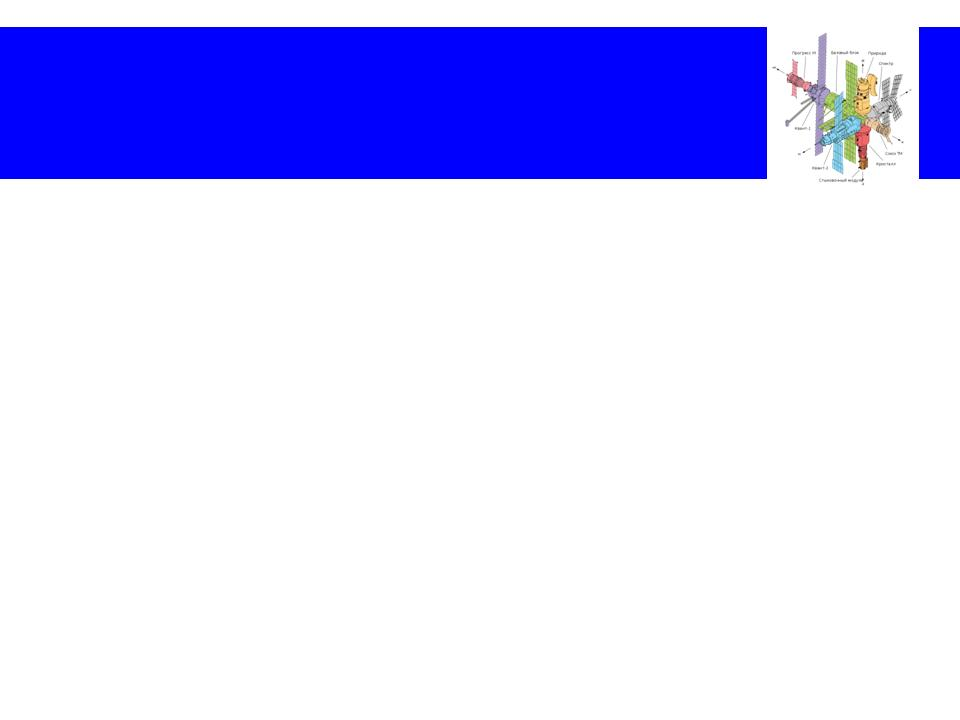 Прогресс М
Базовый блок
Природа
Спектр
Квант-1
Союз ТМ
Кристалл
Квант-2
Стыковочный модуль